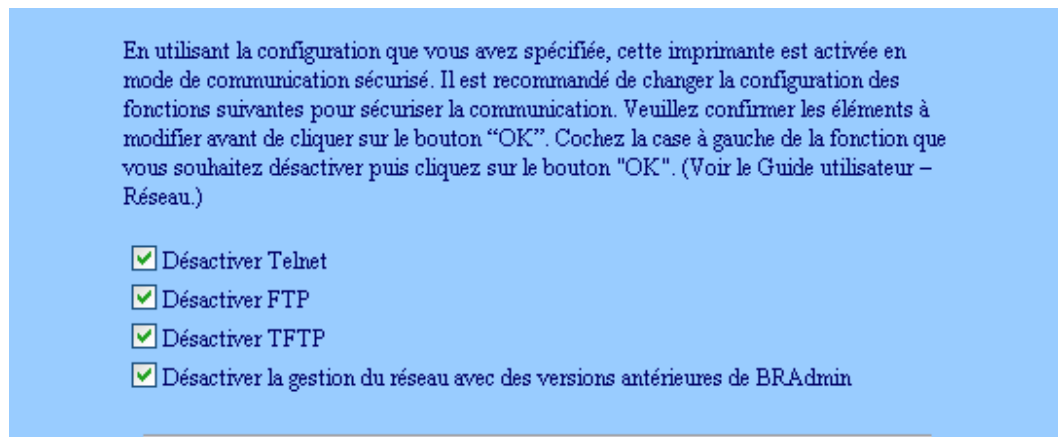 En utilisant la configuration que vous avez spécifiée, cette imprimante est activée en
mode de communication sécurisé. Il est recommandé de changer la configuration des
fonctions suivantes pour sécuriser la communication. Veuillez confirmer les éléments à
modifier avant de cliquer sur le bouton “OK”. Cochez la case à gauche de la fonction que
vous souhaitez désactiver puis cliquez sur le bouton "OK". (Voir le Guide utilisateur –
Réseau.)
Désactiver Telnet
Désactiver FTP
Désactiver TFTP
Désactiver la gestion du réseau avec des versions antérieures de BRAdmin